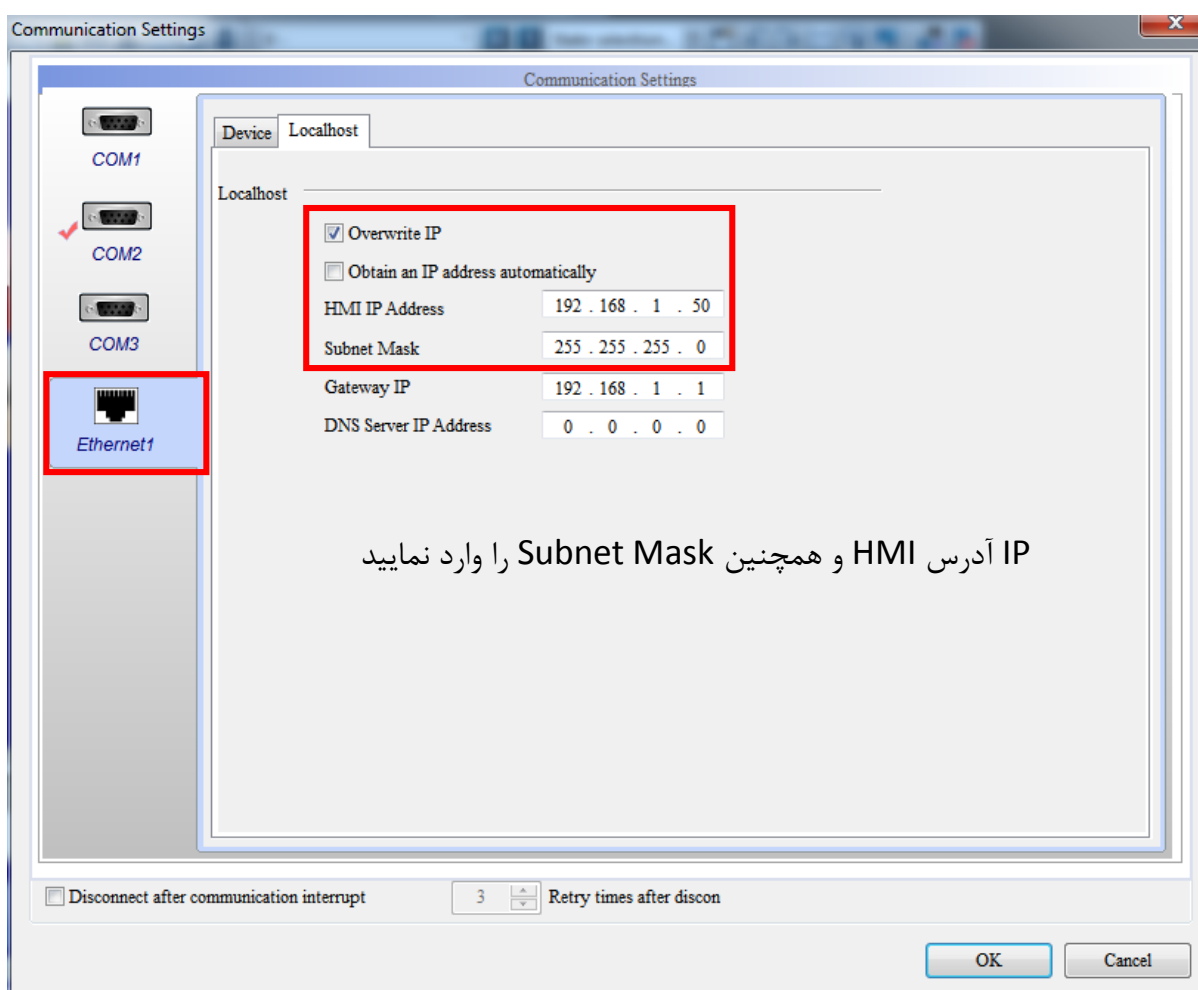 Communication Settings
Communication Settings
COM1
COM2
COM3
Ethernet1
Device Localhost
Localhost
Overwrite IP
Obtain an IP address automatically
HMI IP Address 192 . 168 . 1 . 50
Subnet Mask 255 . 255 . 255 . 0
Gateway IP 192 . 168 . 1 . 1
DNS Server IP Address 0 . 0 . 0 . 0
IP آدرس HMI و همچنین Subnet Mask را وارد نمایید
Disconnect after communication interrupt 3 Retry times after discon
OK Cancel